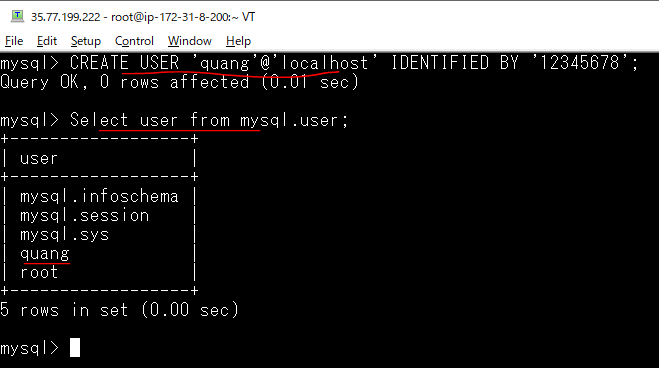 35.77.199.222 - root@ip-172-31-8-200:~ VT
File Edit Setup Control Window Help
mysql> CREATE USER 'quang'@'localhost' IDENTIFIED BY '12345678';
Query OK, 0 rows affected (0.01 sec)
mysql> Select user from mysql.user;
+------------------+
| user             |
+------------------+
| mysql.infoschema |
| mysql.session    |
| mysql.sys        |
| quang            |
| root             |
+------------------+
5 rows in set (0.00 sec)
mysql>